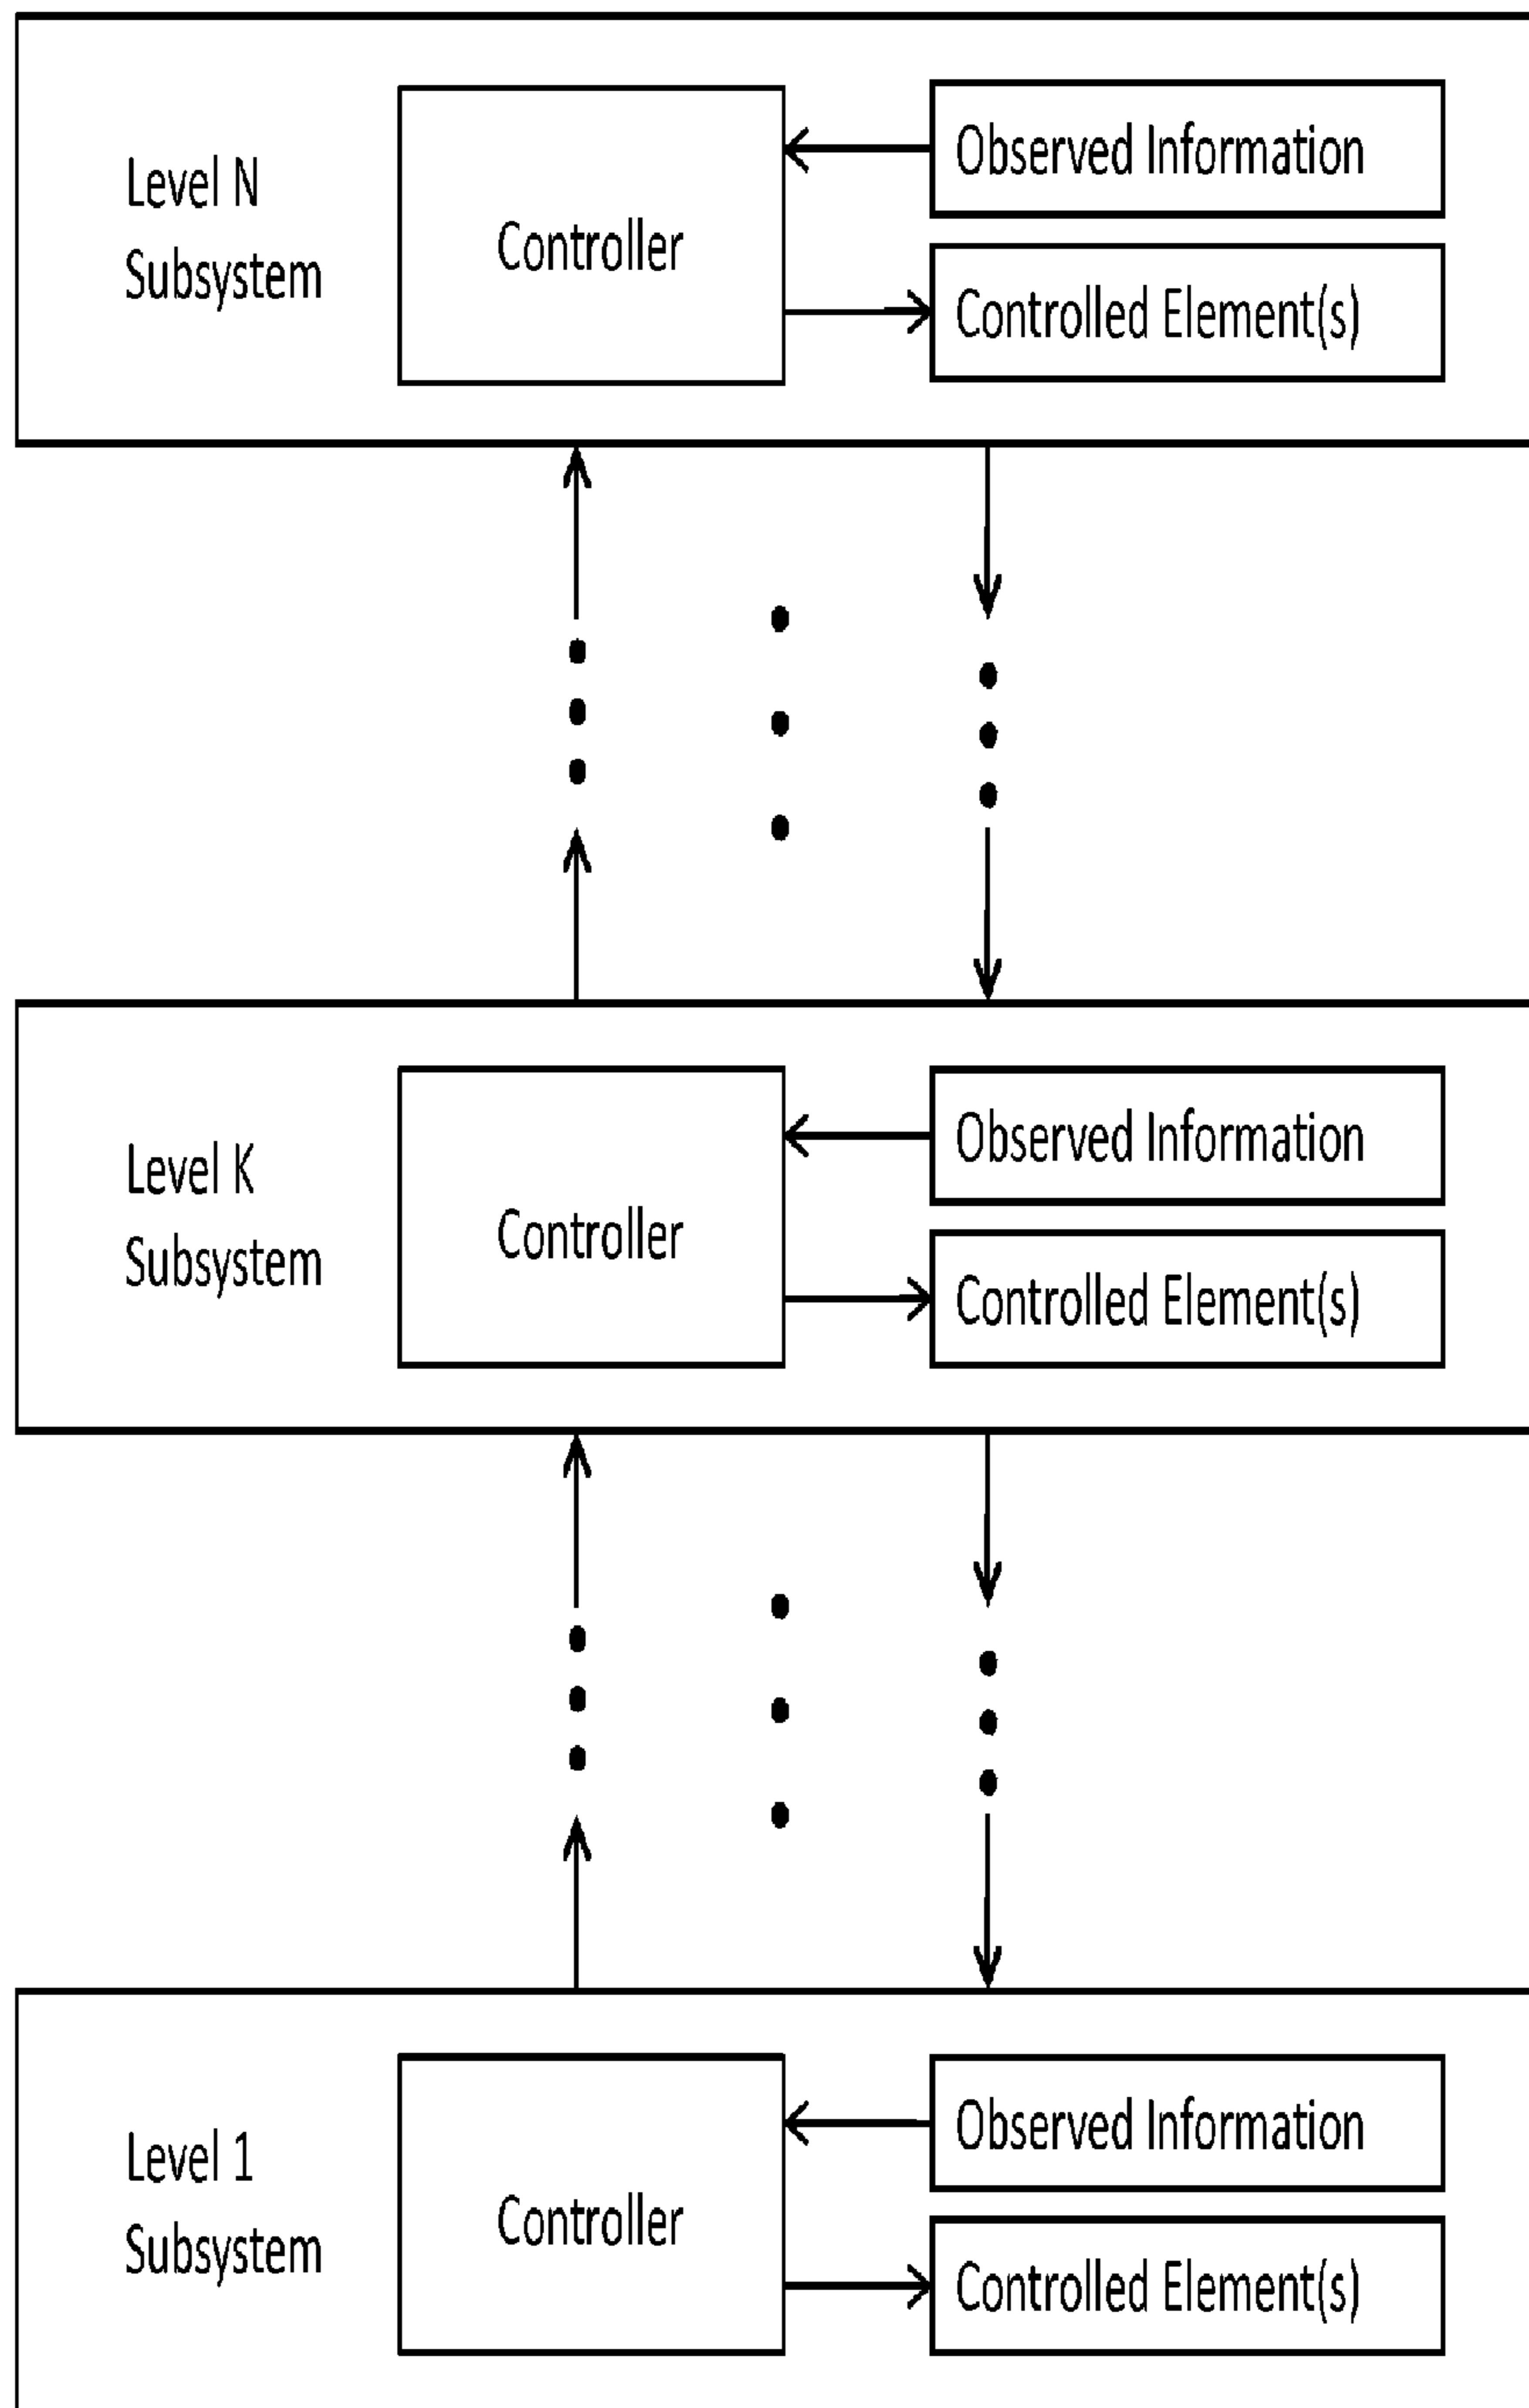 Level N
Subsystem
Controller
Observed Information
Controlled Element(s)
Level K
Subsystem
Controller
Observed Information
Controlled Element(s)
Level 1
Subsystem
Controller
Observed Information
Controlled Element(s)